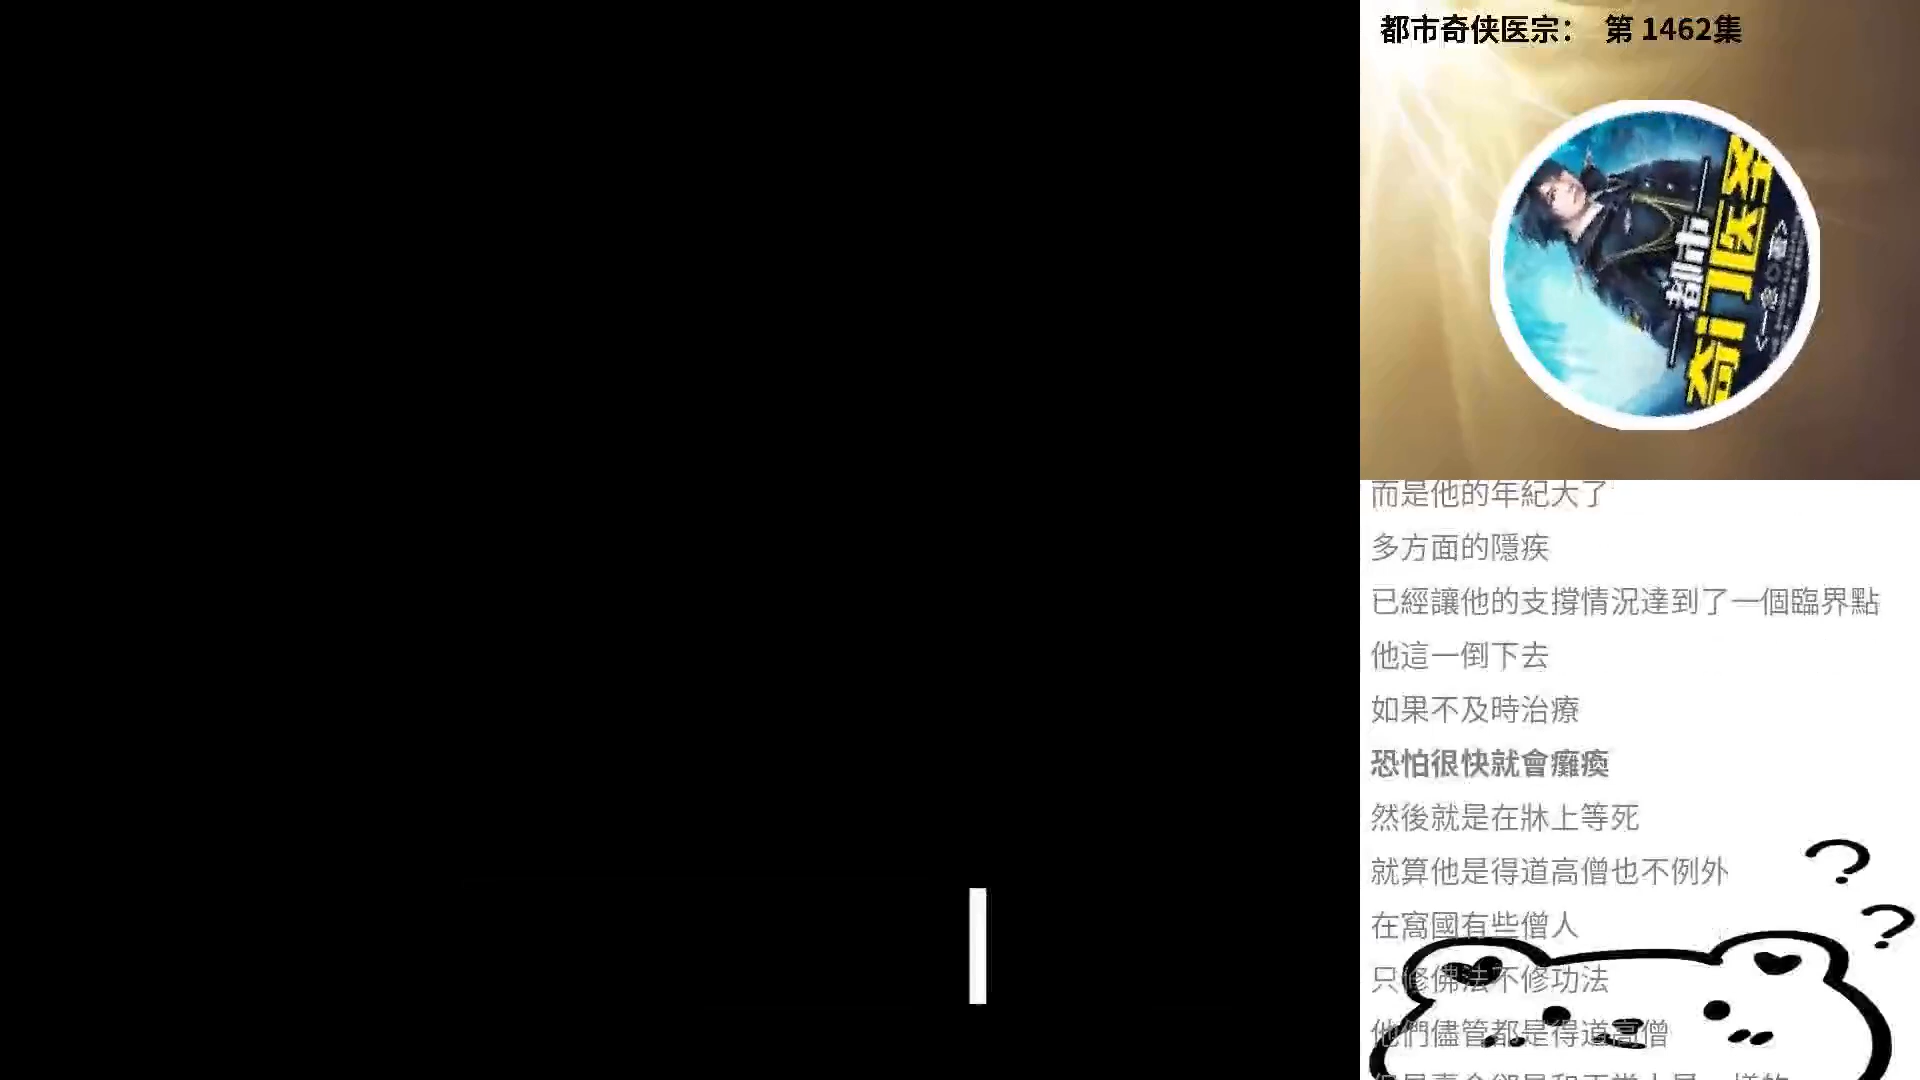 都市奇侠医宗： 第 1462集
都市
奇门医圣
而是他的年紀大了
多方面的隱疾
已經讓他的支撐情況達到了一個臨界點
他這一倒下去
如果不及時治療
恐怕很快就會癱瘓
然後就是在牀上等死
就算他是得道高僧也不例外
在窩國有些僧人
只修佛法不修功法
他們儘管都是得道高僧